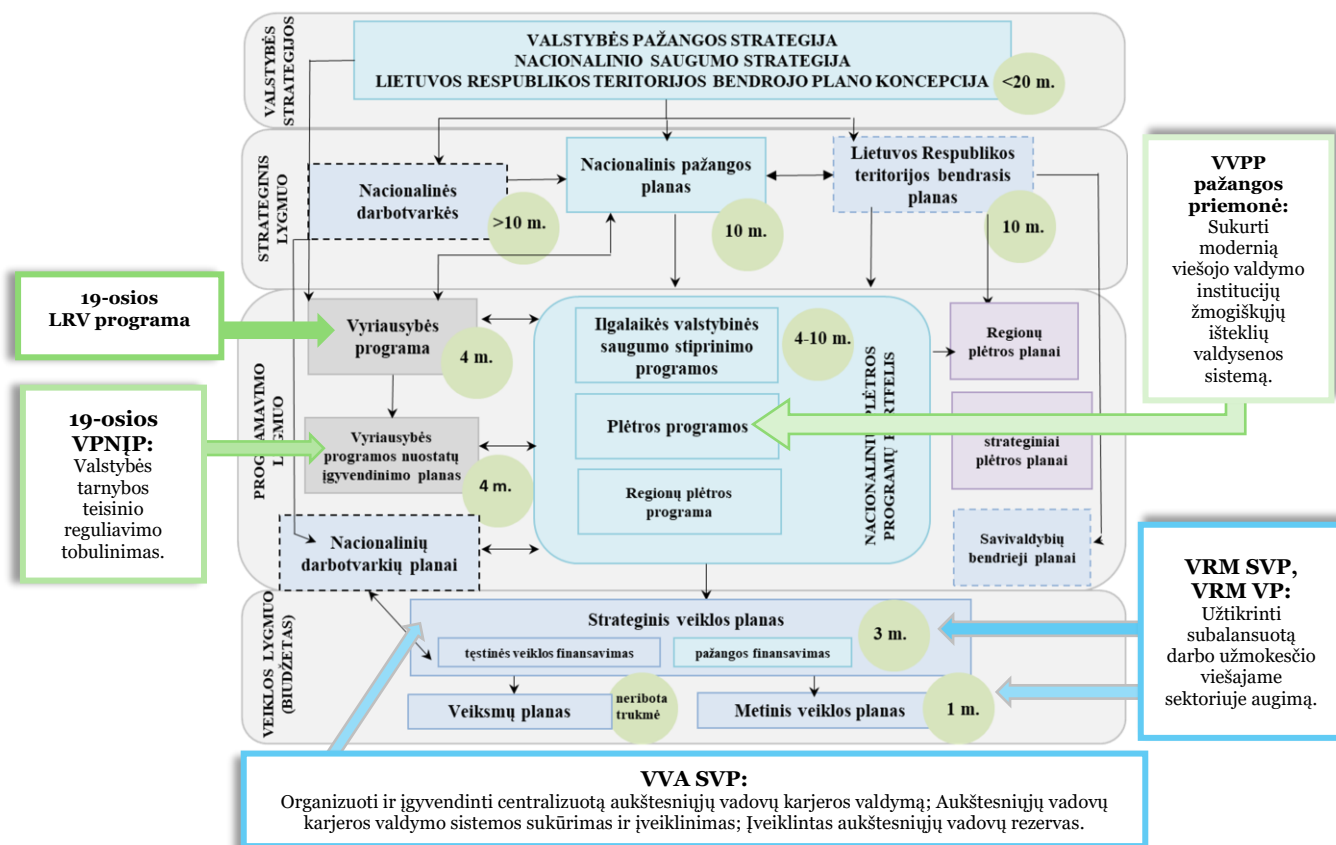 VALSTYBĖS
STRATEGIJOS
VALSTYBĖS PAŽANGOS STRATEGIJA
NACIONALINIO SAUGUMO STRATEGIJA
LIETUVOS RESPUBLIKOS TERITORIJOS BENDROJO PLANO KONCEPCIJA
<20 m.
STRATEGINIS
LYGMUO
Nacionalinės
darbotvarkės
>10 m.
Nacionalinis pažangos
planas
10 m.
Lietuvos Respublikos
teritorijos bendrasis
planas
10 m.
VVPP
pažangos
priemonė:
Sukurti
modernią
viešojo valdymo
institucijų
žmogiškųjų
išteklių
valdysenos
sistemą.
19-osios
LRV programa
19-osios
VPNĮP:
Valstybės
tarnybos
teisinio
reguliavimo
tobulinimas.
PROGRAMAVIMO
LYGMUO
Vyriausybės
programa
4 m.
Vyriausybės
programos nuostatų
įgyvendinimo planas
4 m.
Nacionalinių
darbotvarkių planai
Ilgalaikės valstybinės
saugumo stiprinimo
programos
4-10 m.
Plėtros programos
Regionų plėtros
programa
NACIONALINIŲ PLĖTROS
PROGRAMŲ
Regionų
plėtros planai
strateginiai
plėtros planai
Savivaldybių
bendrieji planai
VRM SVP,
VRM VP:
Užtikrinti
subalansuotą
darbo užmokesčio
viešajame
sektoriuje augimą.
VEIKLOS LYGMUO
(BIUDŽETAS)
Strateginis veiklos planas
3 m.
tęstinės veiklos finansavimas
pažangos finansavimas
Veiksmų planas
neribota
trukmė
Metinis veiklos planas
1 m.
VVA SVP:
Organizuoti ir įgyvendinti centralizuotą aukštesniųjų vadovų karjeros valdymą; Aukštesniųjų vadovų
karjeros valdymo sistemos sukūrimas ir įveiklinimas; Įveiklintas aukštesniųjų vadovų rezervas.